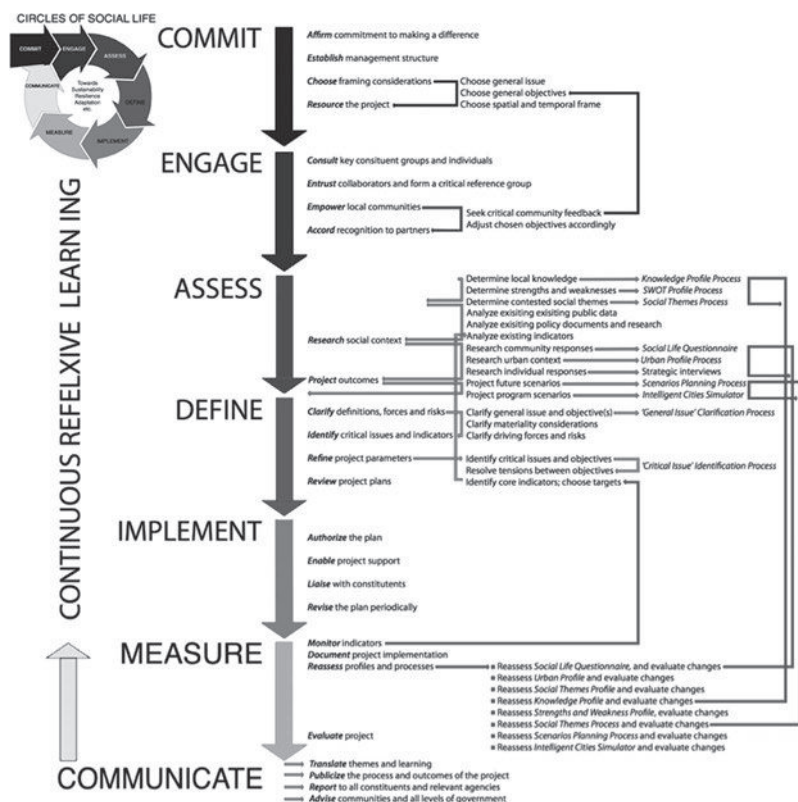 CIRCLES OF SOCIAL LIFE
COMMIT
ENGAGE
ASSESS
DEFINE
IMPLEMENT
MEASURE
COMMUNICATE
Towards
Sustainability
Resilience
Adaptation
etc.
CONTINUOUS REFELXIVE LEARNING
COMMIT
Affirm commitment to making a difference
Establish management structure
Choose framing considerations
Resource the project
Choose general issue
Choose general objectives
Choose spatial and temporal frame
ENGAGE
Consult key consituent groups and individuals
Entrust collaborators and form a critical reference group
Empower local communities
Accord recognition to partners
Seek critical community feedback
Adjust chosen objectives accordingly
ASSESS
Research social context
Project outcomes
Determine local knowledge
Knowledge Profile Process
Determine strengths and weaknesses
SWOT Profile Process
Determine contested social themes
Social Themes Process
Analyze exisiting exisiting public data
Analyze exisiting policy documents and research
Analyze existing indicators
Research community responses
Social Life Questionnaire
Research urban context
Urban Profile Process
Research individual responses
Strategic interviews
Project future scenarios
Scenarios Planning Process
Project program scenarios
Intelligent Cities Simulator
DEFINE
Clarify definitions, forces and risks
Identify critical issues and indicators
Refine project parameters
Review project plans
Clarify general issue and objective(s)
'General Issue' Clarification Process
Clarify materiality considerations
Clarify driving forces and risks
Identify critical issues and objectives
Resolve tensions between objectives
'Critical Issue' Identification Process
Identify core indicators; choose targets
IMPLEMENT
Authorize the plan
Enable project support
Liaise with constitutents
Revise the plan periodically
MEASURE
Monitor indicators
Document project implementation
Reassess profiles and processes
Evaluate project
Reassess Social Life Questionnaire, and evaluate changes
Reassess Urban Profile and evaluate changes
Reassess Social Themes Profile and evaluate changes
Reassess Knowledge Profile and evaluate changes
Reassess Strengths and Weakness Profile, evaluate changes
Reassess Social Themes Process and evaluate changes
Reassess Scenarios Planning Process and evaluate changes
Reassess Intelligent Cities Simulator and evaluate changes
COMMUNICATE
Translate themes and learning
Publicize the process and outcomes of the project
Report to all constituents and relevant agencies
Advise communities and all levels of government